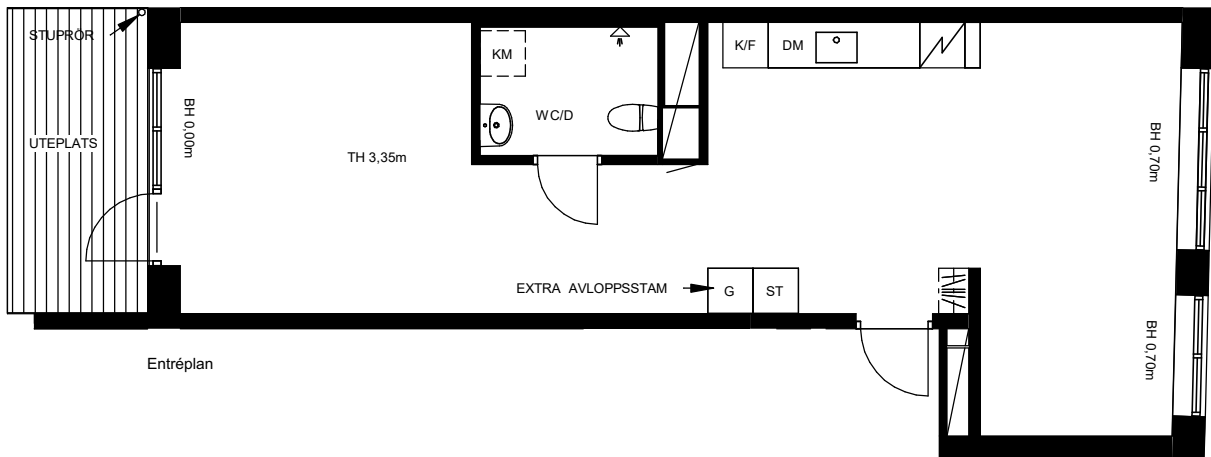 STUPRÖR
UTEPLATS
BH 0,00m
TH 3,35m
KM
WC/D
K/F
DM
BH 0,70m
EXTRA AVLOPPSSTAM
G
ST
BH 0,70m
Entréplan